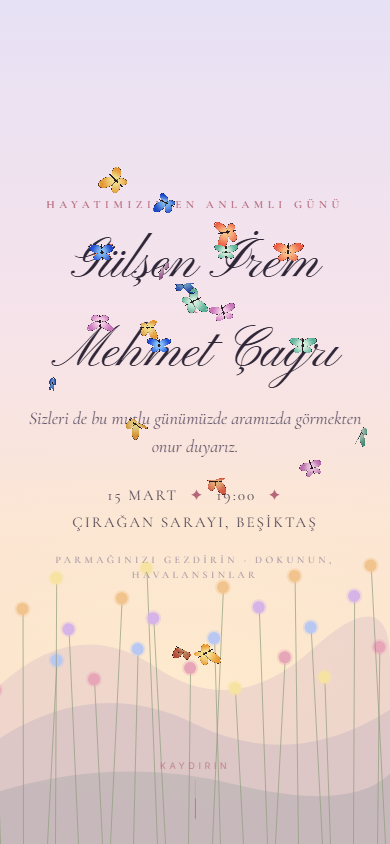 HAYATIMIZIN EN ANLAMLI GÜNÜ
Gülşen İrem
Mehmet Çağrı
Sizleri de bu mutlu günümüzde aramızda görmekten
onur duyarız.
15 MART ✦ 19:00 ✦
ÇIRAĞAN SARAYI, BEŞİKTAŞ
PARMAĞINIZI GEZDİRİN · DOKUNUN,
HAVALANSINLAR
KAYDIRIN